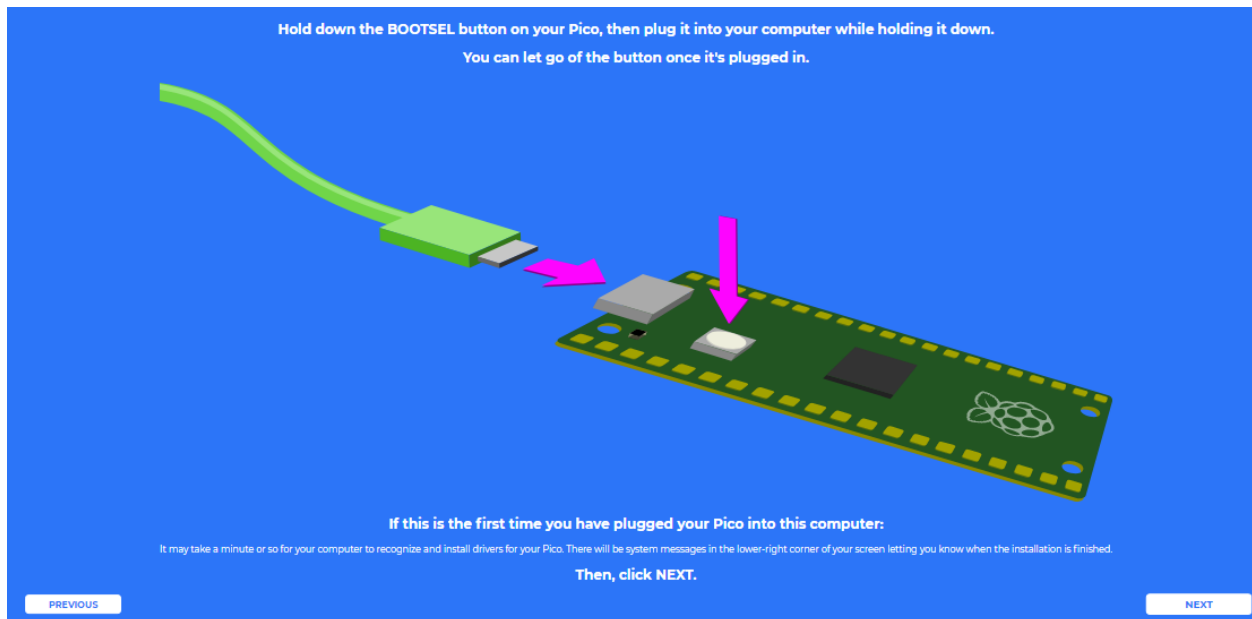 Hold down the BOOTSEL button on your Pico, then plug it into your computer while holding it down.
You can let go of the button once it's plugged in.
If this is the first time you have plugged your Pico into this computer:
It may take a minute or so for your computer to recognize and install drivers for your Pico. There will be system messages in the lower-right corner of your screen letting you know when the installation is finished.
Then, click NEXT.
PREVIOUS
NEXT